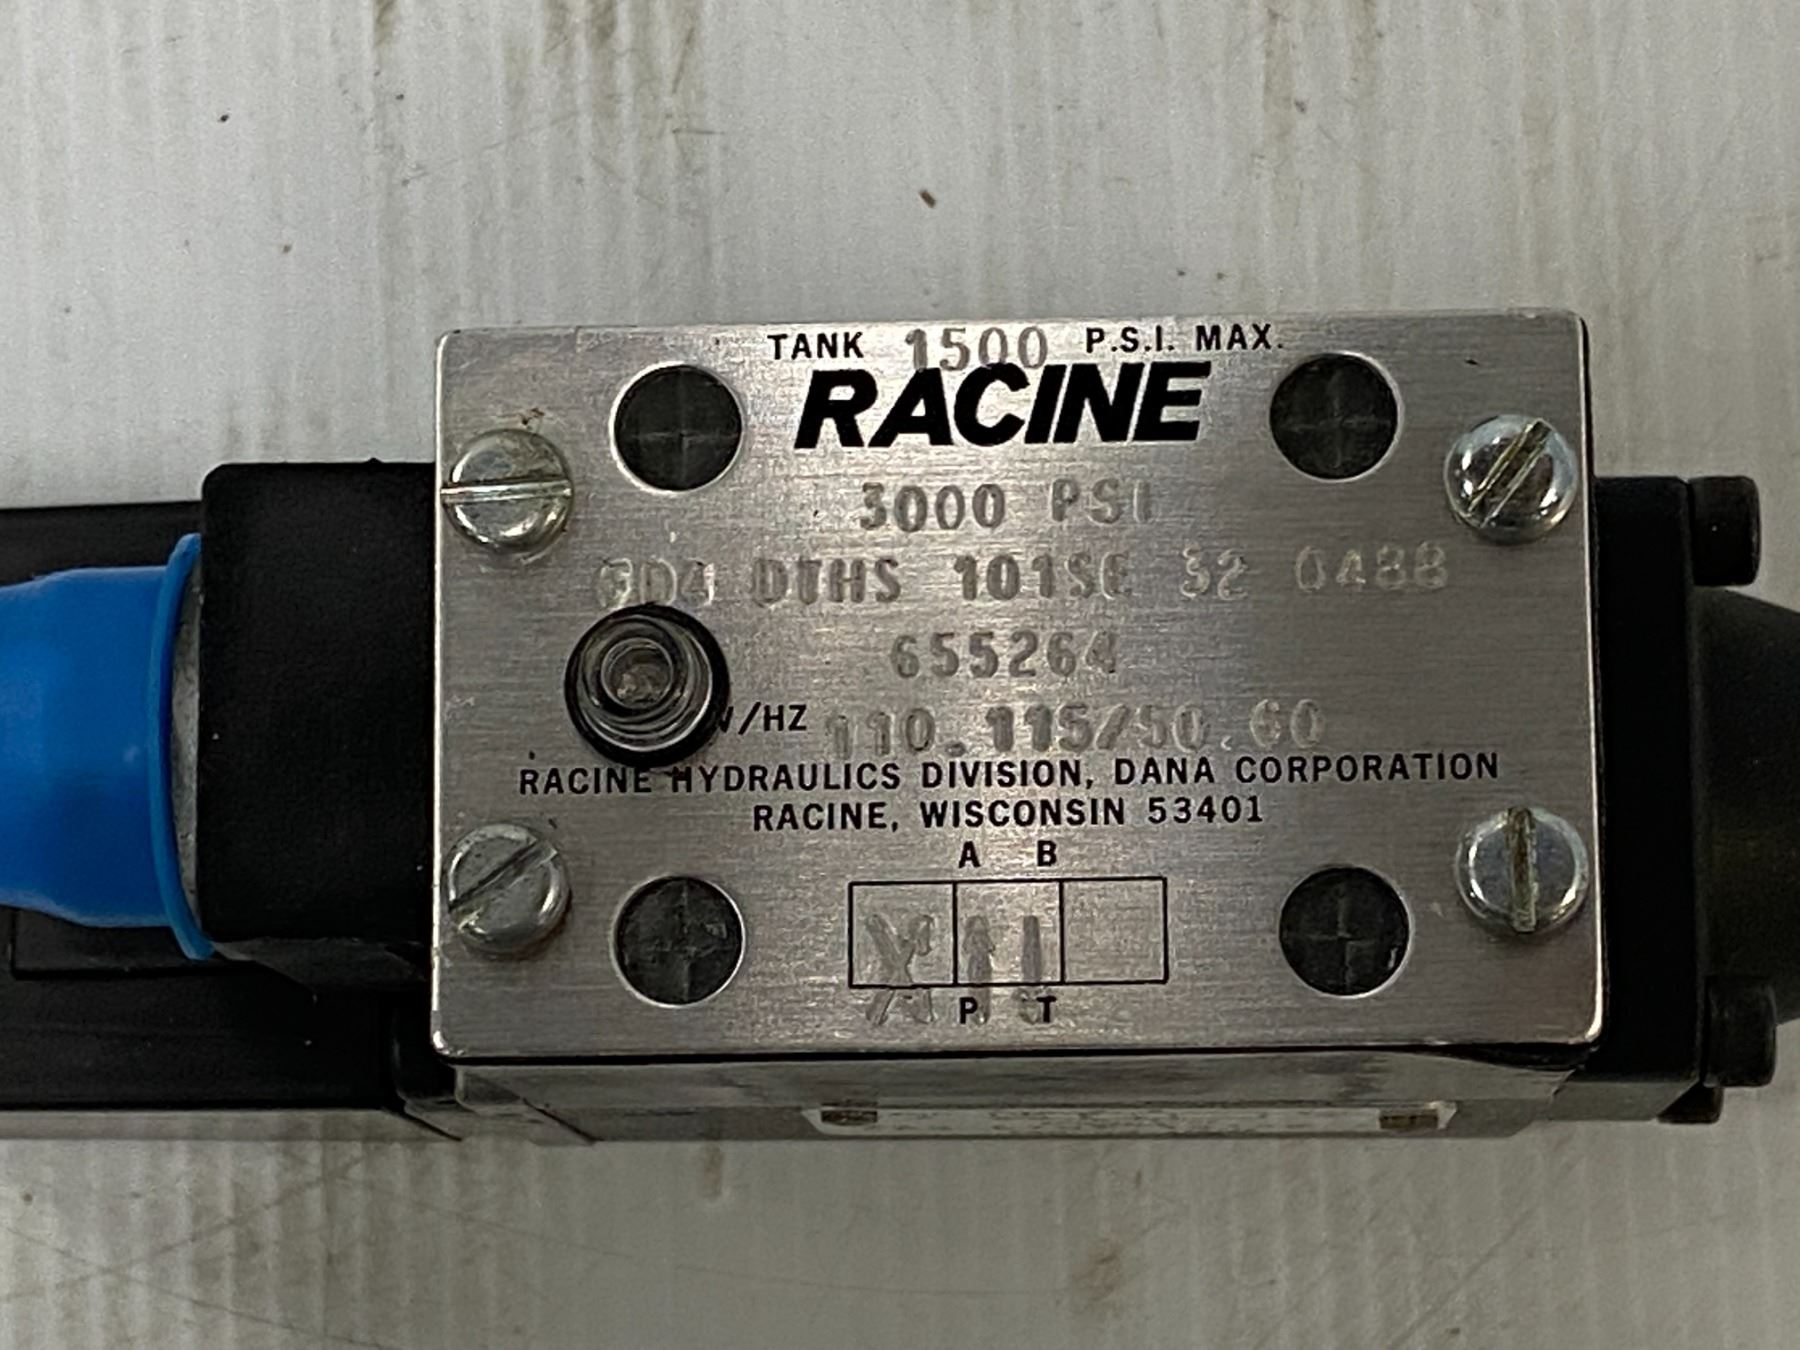 TANK 1500 P.S.I. MAX.
RACINE
3000 PSI
FD4 DTHS 101SE 32 0488
655264
V/HZ 110.115/50.60
RACINE HYDRAULICS DIVISION, DANA CORPORATION
RACINE, WISCONSIN 53401
A B
P T